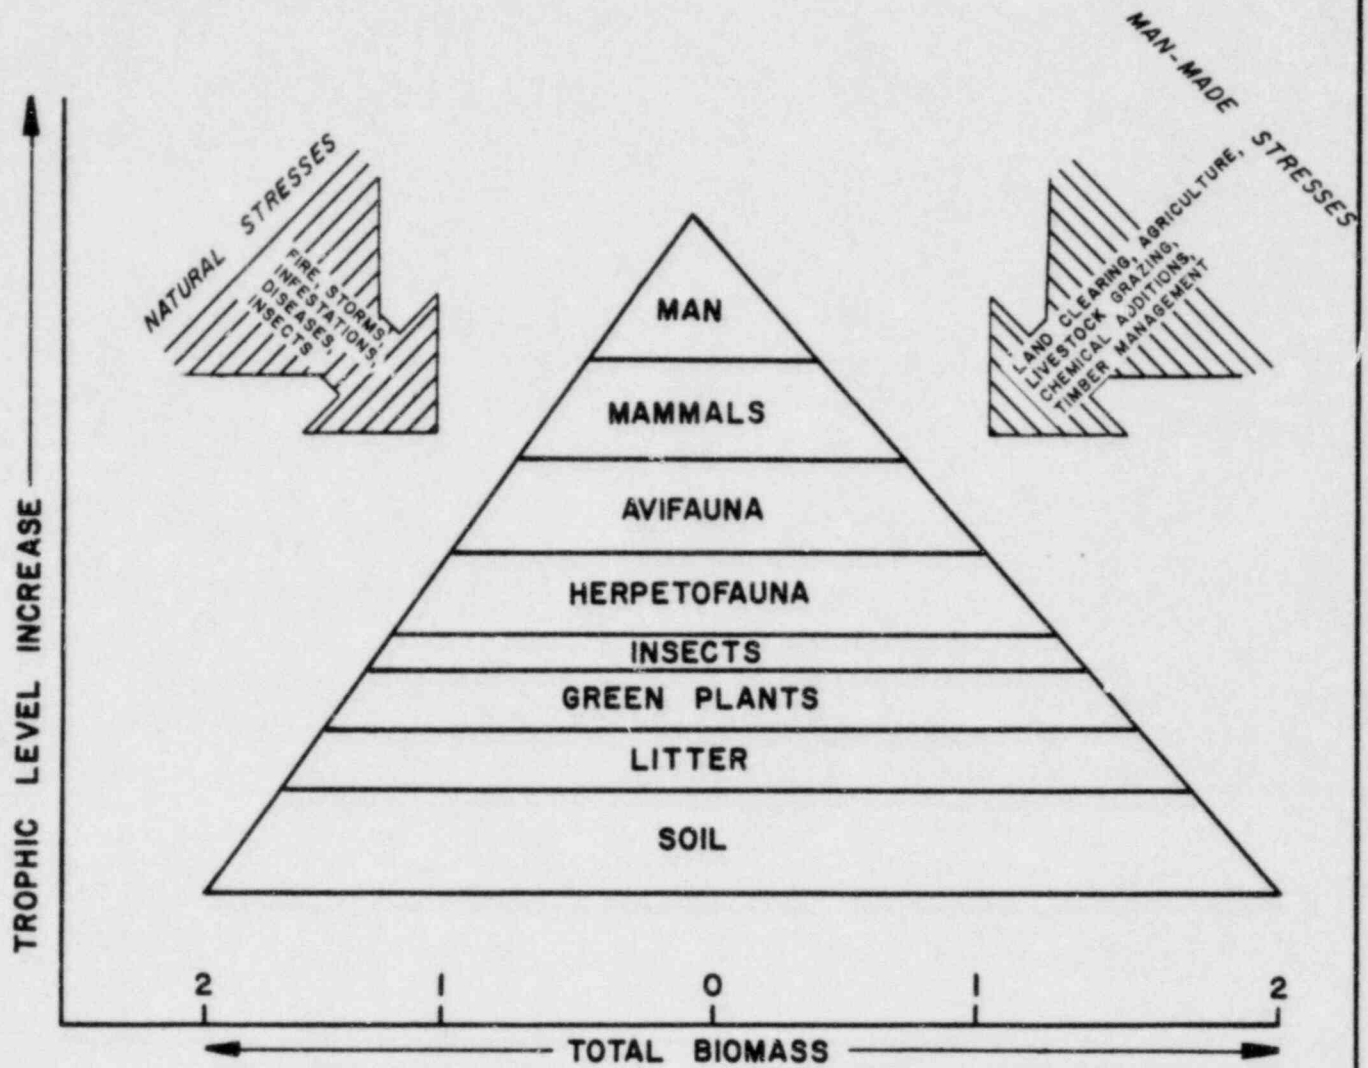 MAN-MADE STRESSES
NATURAL STRESSES
FIRE, STORMS,
INFESTATIONS,
DISEASES,
INSECTS
LAND CLEARING, AGRICULTURE,
LIVESTOCK GRAZING,
CHEMICAL ADDITIONS,
TIMBER MANAGEMENT
TROPHIC LEVEL INCREASE
MAN
MAMMALS
AVIFAUNA
HERPETOFAUNA
INSECTS
GREEN PLANTS
LITTER
SOIL
2 1 0 1 2
TOTAL BIOMASS